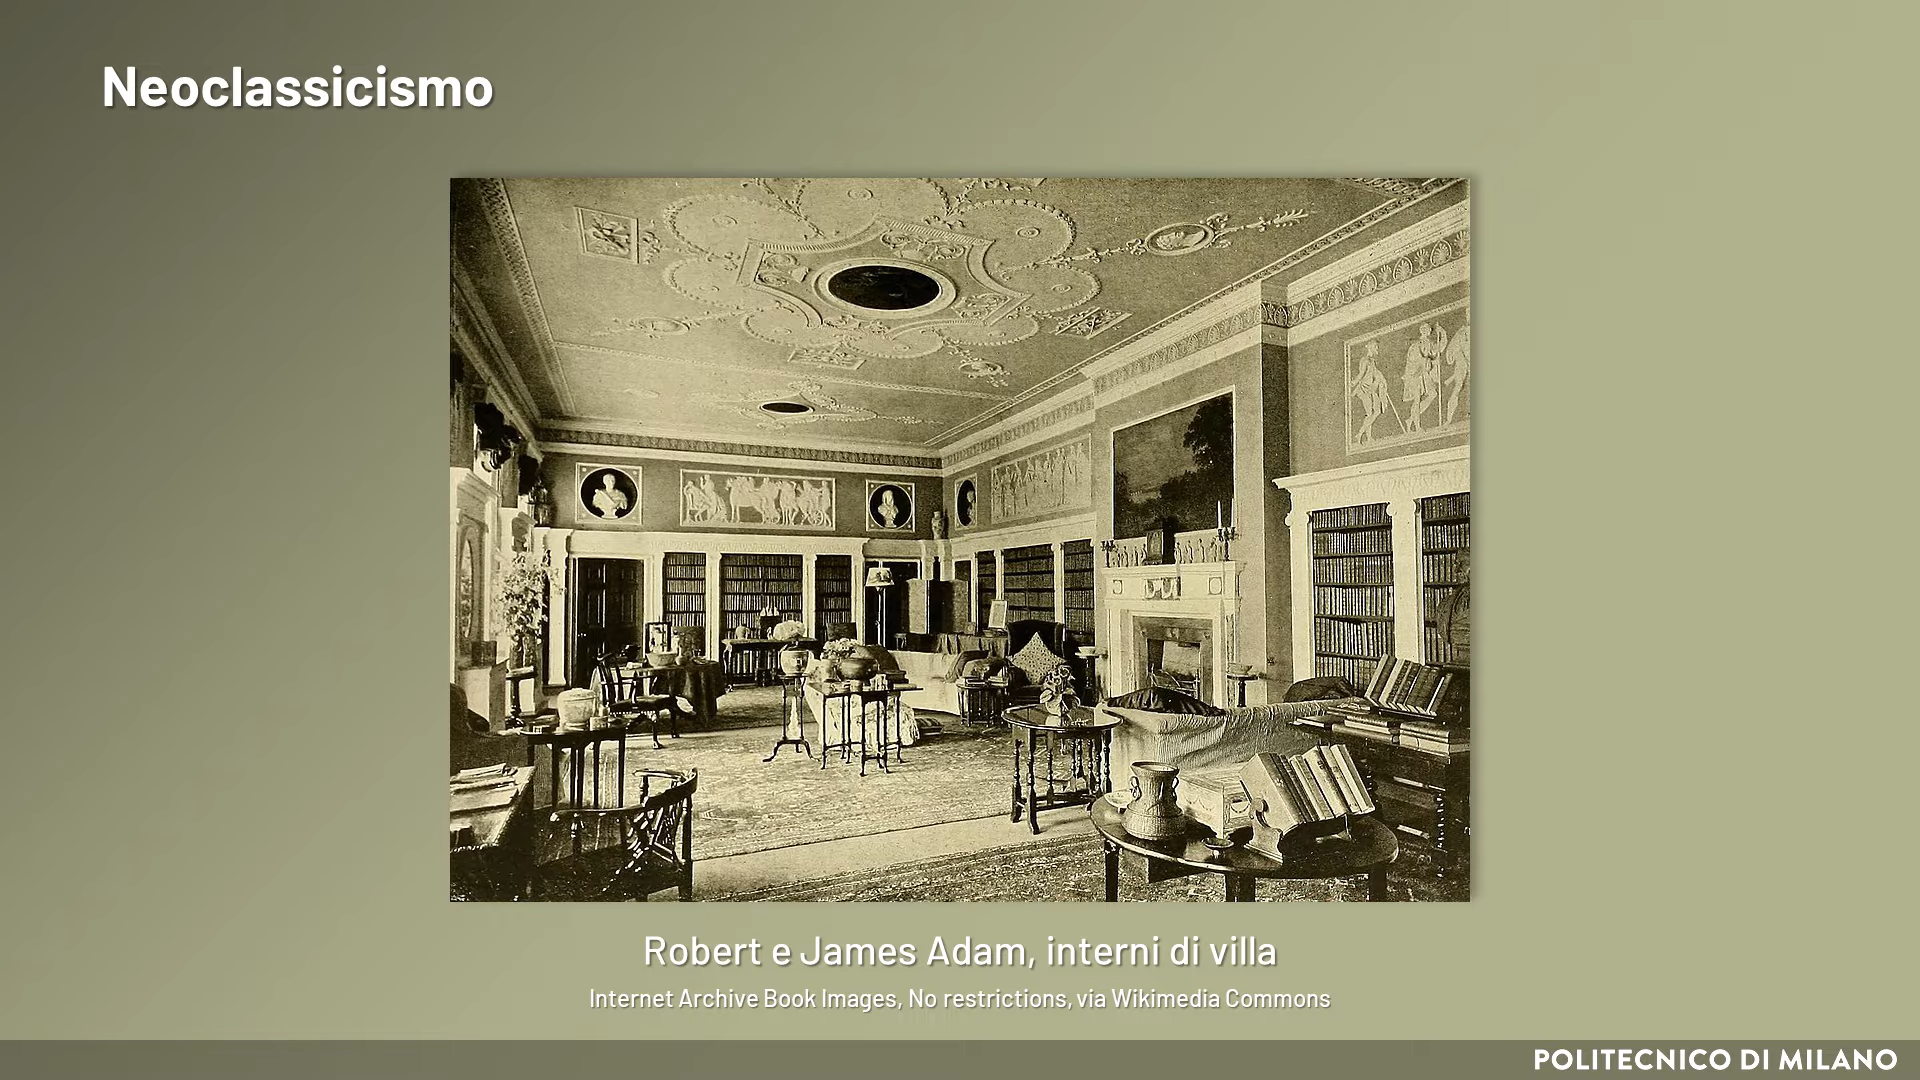 Neoclassicismo
Robert e James Adam, interni di villa
Internet Archive Book Images, No restrictions, via Wikimedia Commons
POLITECNICO DI MILANO